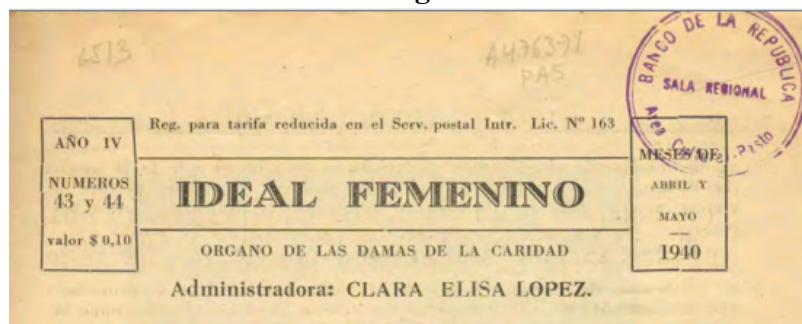 6513
PAS
BANCO DE LA REPUBLICA
SALA REGIONAL
Area Cultural - Pasto
Reg. para tarifa reducida en el Serv. postal Intr. Lic. Nº 163
AÑO IV
NUMEROS
43 y 44
valor $ 0,10
IDEAL FEMENINO
MESES DE
ABRIL Y
MAYO
1940
ORGANO DE LAS DAMAS DE LA CARIDAD
Administradora: CLARA ELISA LOPEZ.